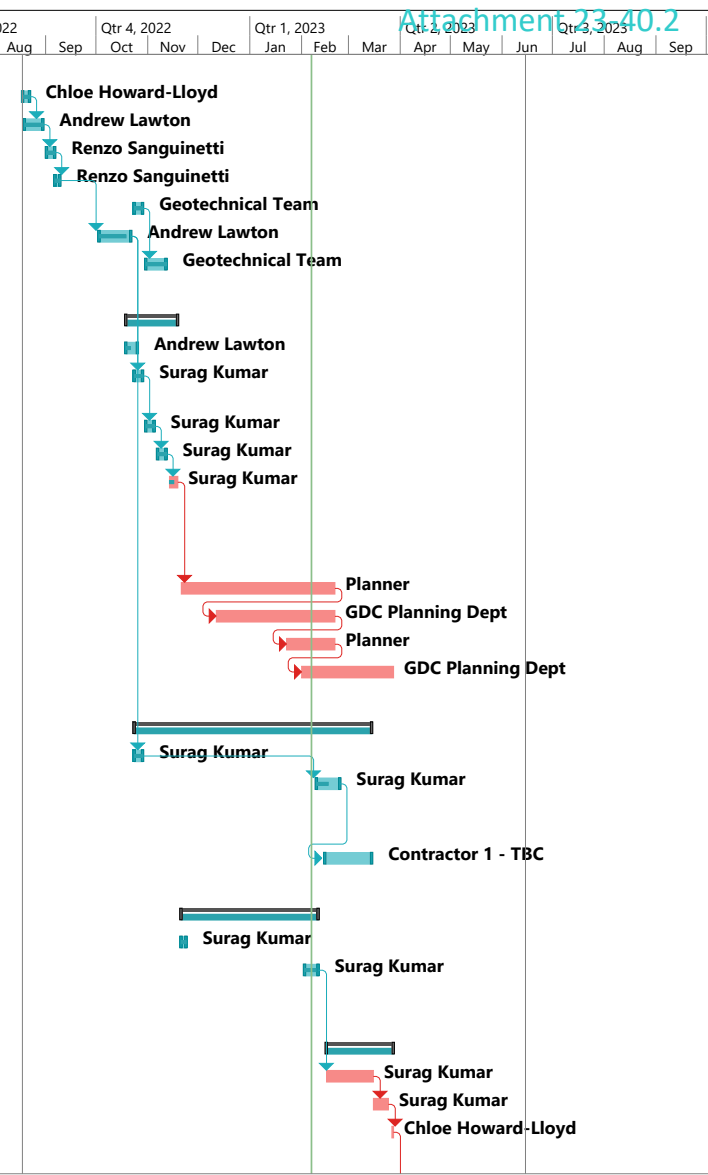 Attachment 23-40.2
022 Qtr 4, 2022 Qtr 1, 2023 Qtr 2, 2023 Qtr 3, 2023
Aug Sep Oct Nov Dec Jan Feb Mar Apr May Jun Jul Aug Sep
Chloe Howard-Lloyd
Andrew Lawton
Renzo Sanguinetti
Renzo Sanguinetti
Geotechnical Team
Andrew Lawton
Geotechnical Team
Andrew Lawton
Surag Kumar
Surag Kumar
Surag Kumar
Surag Kumar
Planner
GDC Planning Dept
Planner
GDC Planning Dept
Surag Kumar
Surag Kumar
Contractor 1 - TBC
Surag Kumar
Surag Kumar
Surag Kumar
Surag Kumar
Chloe Howard-Lloyd